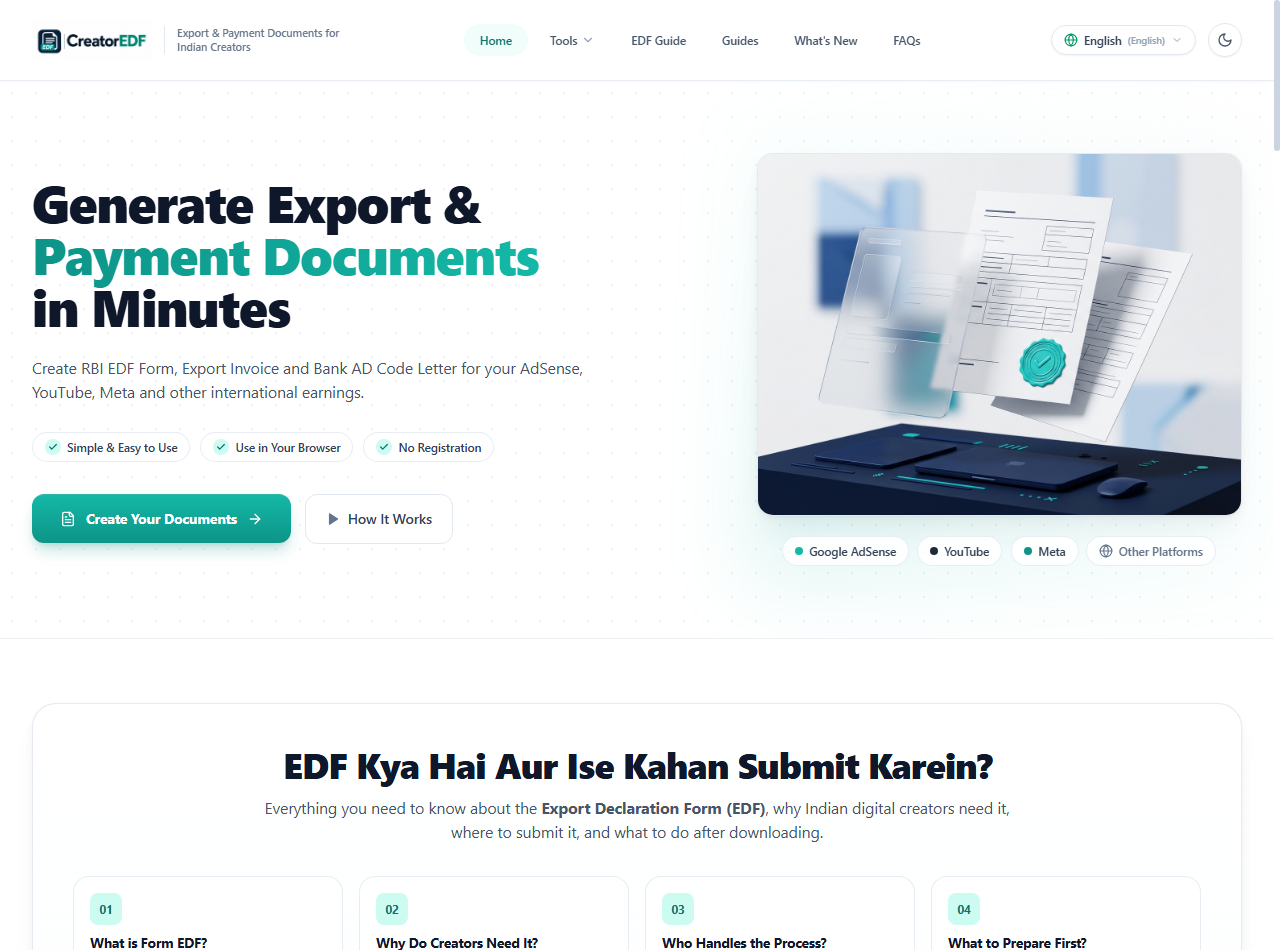 EDF
CreatorEDF
Export & Payment Documents for
Indian Creators
Home
Tools
EDF Guide
Guides
What's New
FAQs
English (English)
Generate Export &
Payment Documents
in Minutes
Create RBI EDF Form, Export Invoice and Bank AD Code Letter for your AdSense,
YouTube, Meta and other international earnings.
Simple & Easy to Use
Use in Your Browser
No Registration
Create Your Documents
How It Works
Google AdSense
YouTube
Meta
Other Platforms
EDF Kya Hai Aur Ise Kahan Submit Karein?
Everything you need to know about the Export Declaration Form (EDF), why Indian digital creators need it,
where to submit it, and what to do after downloading.
01
What is Form EDF?
02
Why Do Creators Need It?
03
Who Handles the Process?
04
What to Prepare First?